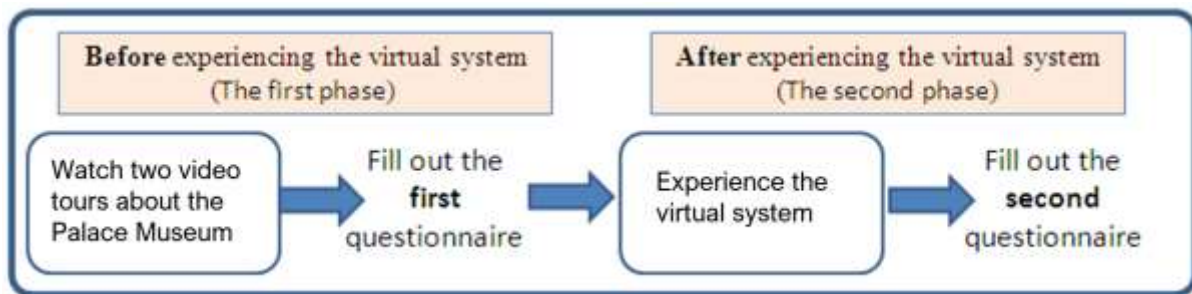 Before experiencing the virtual system
(The first phase)
After experiencing the virtual system
(The second phase)
Watch two video
tours about the
Palace Museum
Fill out the
first
questionnaire
Experience the
virtual system
Fill out the
second
questionnaire